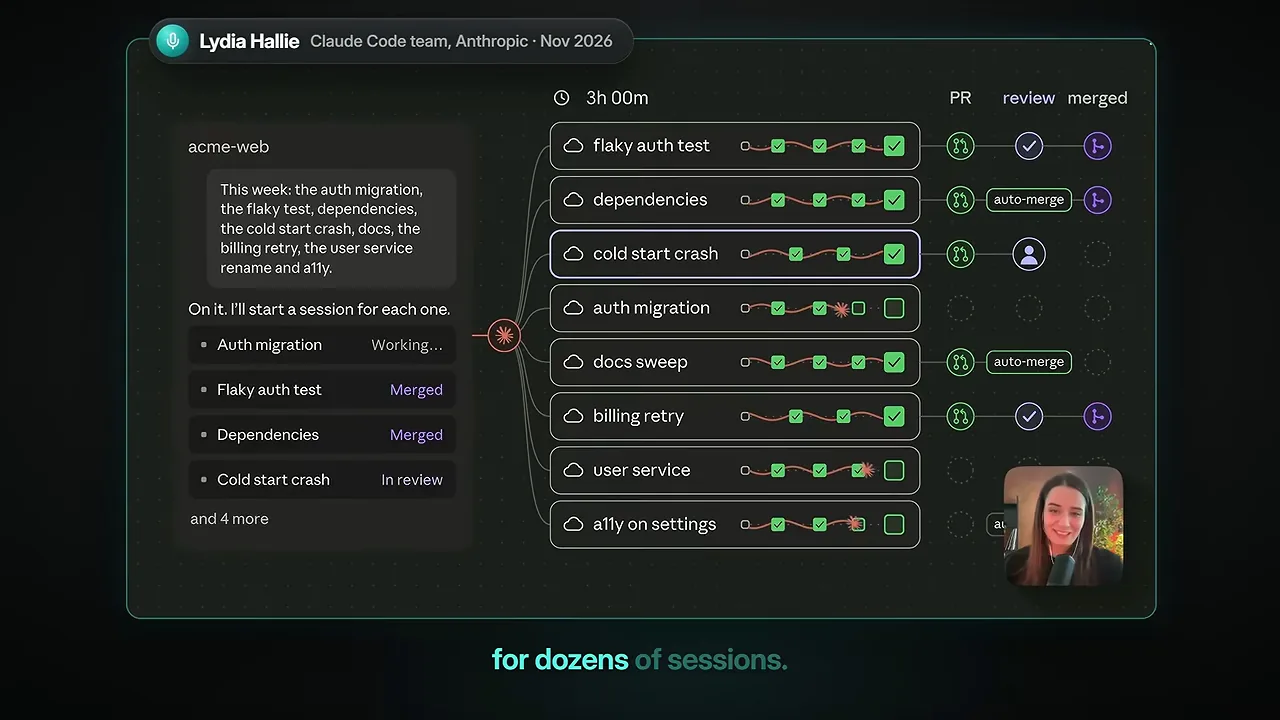 Lydia Hallie Claude Code team, Anthropic · Nov 2026
3h 00m
PR review merged
acme-web
This week: the auth migration,
the flaky test, dependencies,
the cold start crash, docs, the
billing retry, the user service
rename and a11y.
On it. I'll start a session for each one.
Auth migration Working...
Flaky auth test Merged
Dependencies Merged
Cold start crash In review
and 4 more
flaky auth test
dependencies auto-merge
cold start crash
auth migration
docs sweep auto-merge
billing retry
user service
a11y on settings
for dozens of sessions.